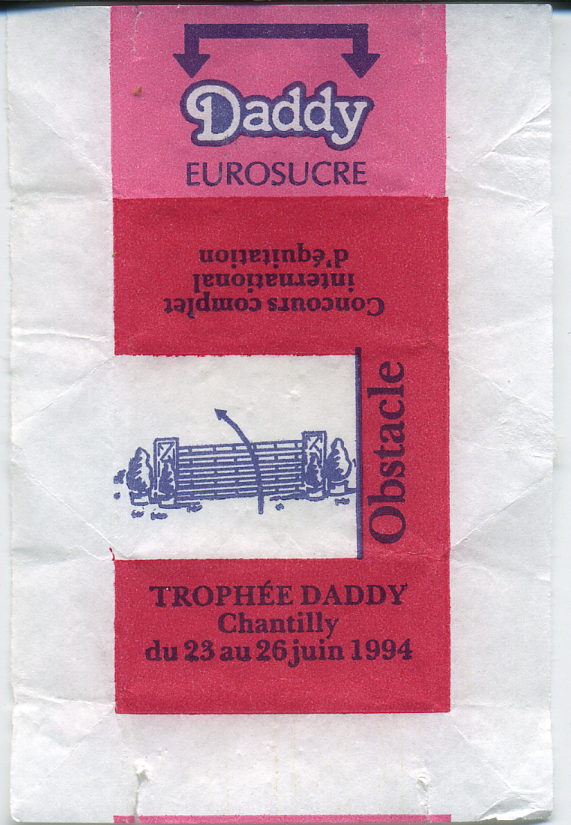 Daddy
EUROSUCRE
Concours complet
international
d'équitation
Obstacle
TROPHÉE DADDY
Chantilly
du 23 au 26 juin 1994